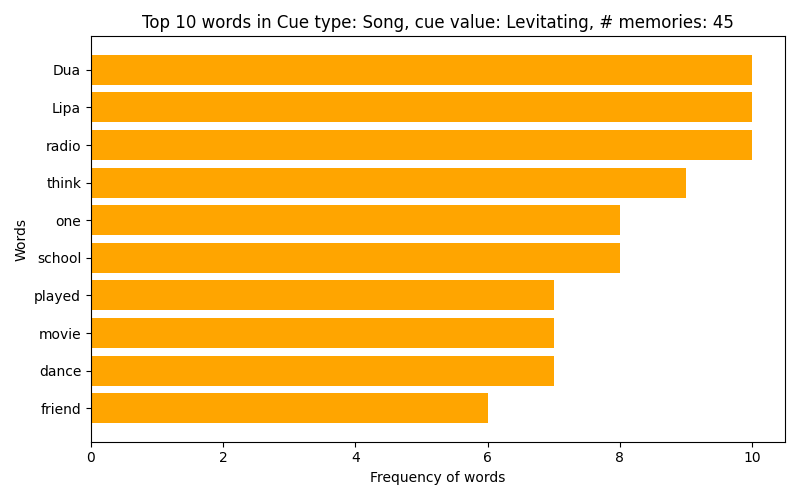 Top 10 words in Cue type: Song, cue value: Levitating, # memories: 45
Words
Dua
Lipa
radio
think
one
school
played
movie
dance
friend
0 2 4 6 8 10
Frequency of words